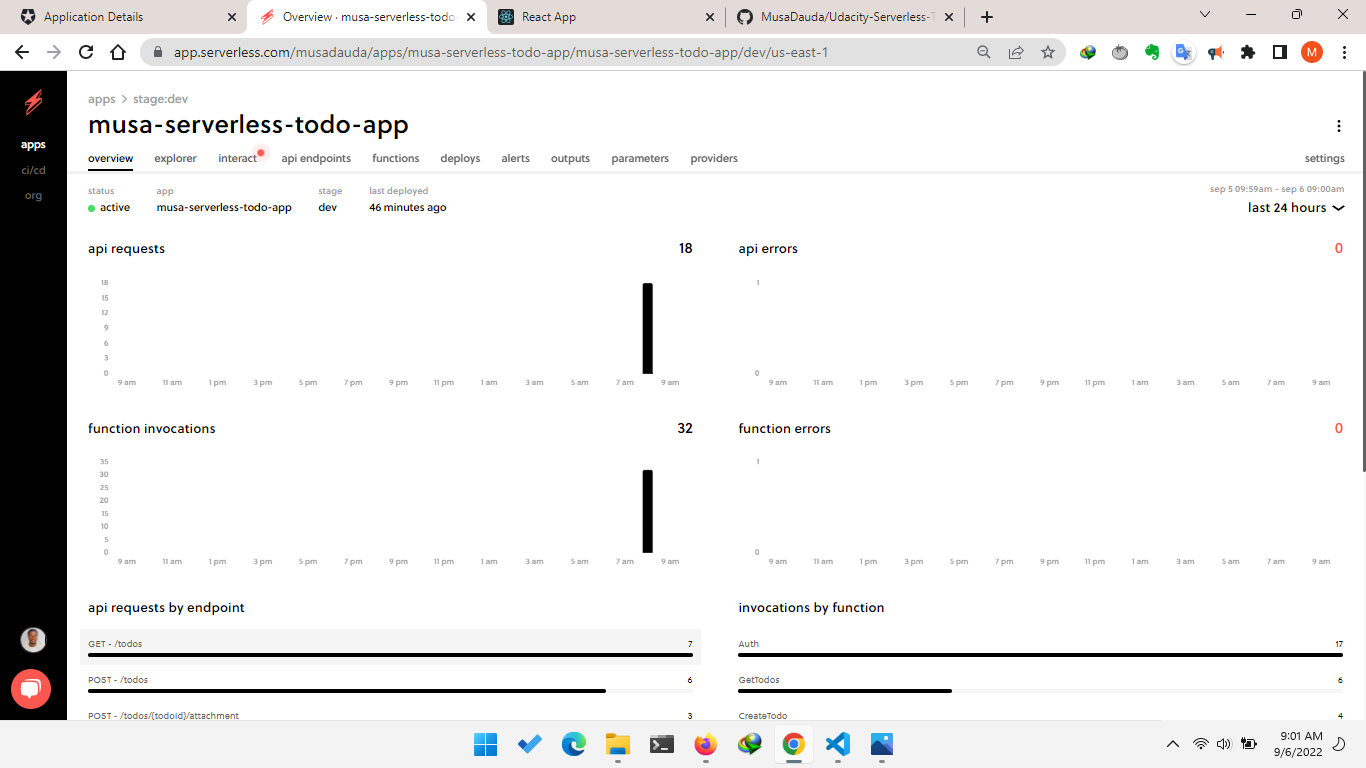 Application Details
Overview · musa-serverless-todo-
React App
MusaDauda/Udacity-Serverless-T
app.serverless.com/musadauda/apps/musa-serverless-todo-app/musa-serverless-todo-app/dev/us-east-1
M
apps
ci/cd
org
apps > stage:dev
musa-serverless-todo-app
overview explorer interact api endpoints functions deploys alerts outputs parameters providers settings
status app stage last deployed
active musa-serverless-todo-app dev 46 minutes ago
sep 5 09:59am - sep 6 09:00am
last 24 hours
api requests 18
18
15
12
9
6
3
0
9 am 11 am 1 pm 3 pm 5 pm 7 pm 9 pm 11 pm 1 am 3 am 5 am 7 am 9 am
api errors 0
1
0
9 am 11 am 1 pm 3 pm 5 pm 7 pm 9 pm 11 pm 1 am 3 am 5 am 7 am 9 am
function invocations 32
35
30
25
20
15
10
5
0
9 am 11 am 1 pm 3 pm 5 pm 7 pm 9 pm 11 pm 1 am 3 am 5 am 7 am 9 am
function errors 0
1
0
9 am 11 am 1 pm 3 pm 5 pm 7 pm 9 pm 11 pm 1 am 3 am 5 am 7 am 9 am
api requests by endpoint
GET - /todos 7
POST - /todos 6
POST - /todos/{todoId}/attachment 3
invocations by function
Auth 17
GetTodos 6
CreateTodo 4
9:01 AM
9/6/2022